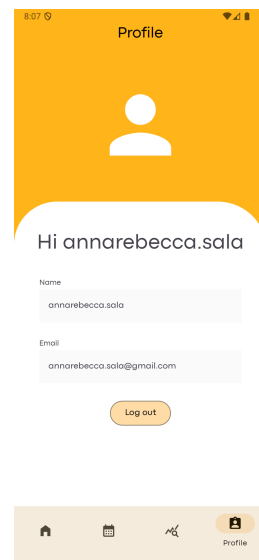 8:07
Profile
Hi annarebecca.sala
Name
annarebecca.sala
Email
annarebecca.sala@gmail.com
Log out
Profile